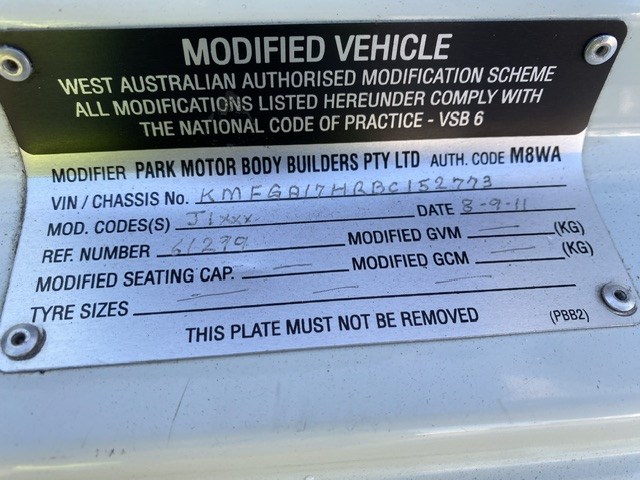 MODIFIED VEHICLE
WEST AUSTRALIAN AUTHORISED MODIFICATION SCHEME
ALL MODIFICATIONS LISTED HEREUNDER COMPLY WITH
THE NATIONAL CODE OF PRACTICE - VSB 6
MODIFIER PARK MOTOR BODY BUILDERS PTY LTD AUTH. CODE M8WA
VIN / CHASSIS No. KMFGA17HRBC152773
MOD. CODES(S) J1xxx DATE 8-9-11
REF. NUMBER 61299 MODIFIED GVM — (KG)
MODIFIED SEATING CAP. — — MODIFIED GCM — (KG)
TYRE SIZES — — — —
THIS PLATE MUST NOT BE REMOVED (PBB2)